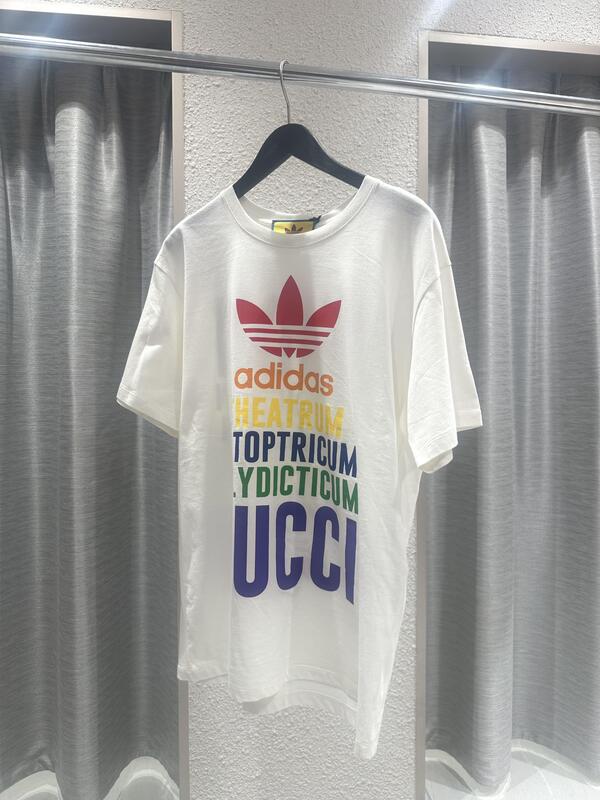 adidas
HEATRUM
TOPTRICUM
LYDICTICUM
UCCI